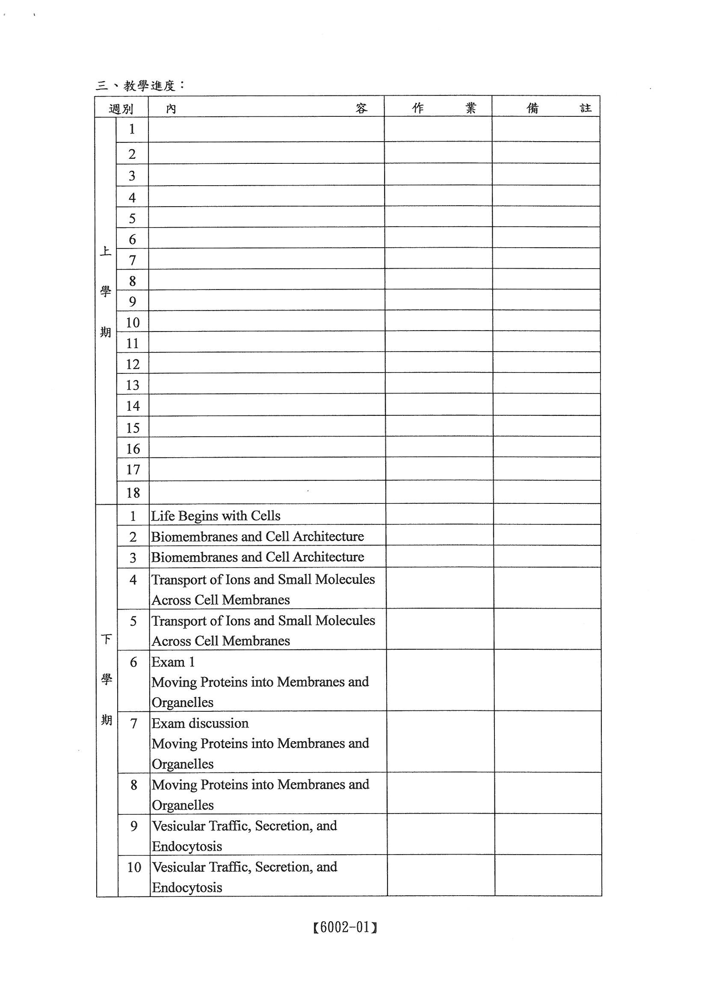 三、教學進度：
週別 內容 作業 備註
上學期
1
2
3
4
5
6
7
8
9
10
11
12
13
14
15
16
17
18
下學期
1 Life Begins with Cells
2 Biomembranes and Cell Architecture
3 Biomembranes and Cell Architecture
4 Transport of Ions and Small Molecules
Across Cell Membranes
5 Transport of Ions and Small Molecules
Across Cell Membranes
6 Exam 1
Moving Proteins into Membranes and
Organelles
7 Exam discussion
Moving Proteins into Membranes and
Organelles
8 Moving Proteins into Membranes and
Organelles
9 Vesicular Traffic, Secretion, and
Endocytosis
10 Vesicular Traffic, Secretion, and
Endocytosis
【6002-01】